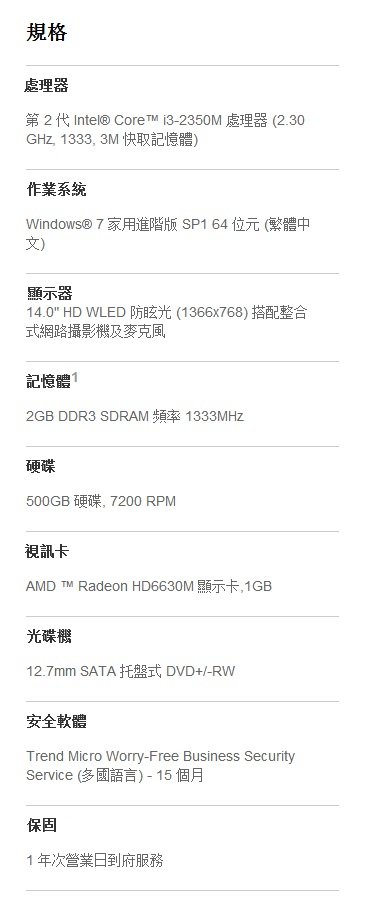 規格
處理器
第 2 代 Intel® Core™ i3-2350M 處理器 (2.30
GHz, 1333, 3M 快取記憶體)
作業系統
Windows® 7 家用進階版 SP1 64 位元 (繁體中
文)
顯示器
14.0" HD WLED 防眩光 (1366x768) 搭配整合
式網路攝影機及麥克風
記憶體1
2GB DDR3 SDRAM 頻率 1333MHz
硬碟
500GB 硬碟, 7200 RPM
視訊卡
AMD ™ Radeon HD6630M 顯示卡,1GB
光碟機
12.7mm SATA 托盤式 DVD+/-RW
安全軟體
Trend Micro Worry-Free Business Security
Service (多國語言) - 15 個月
保固
1 年次營業日到府服務